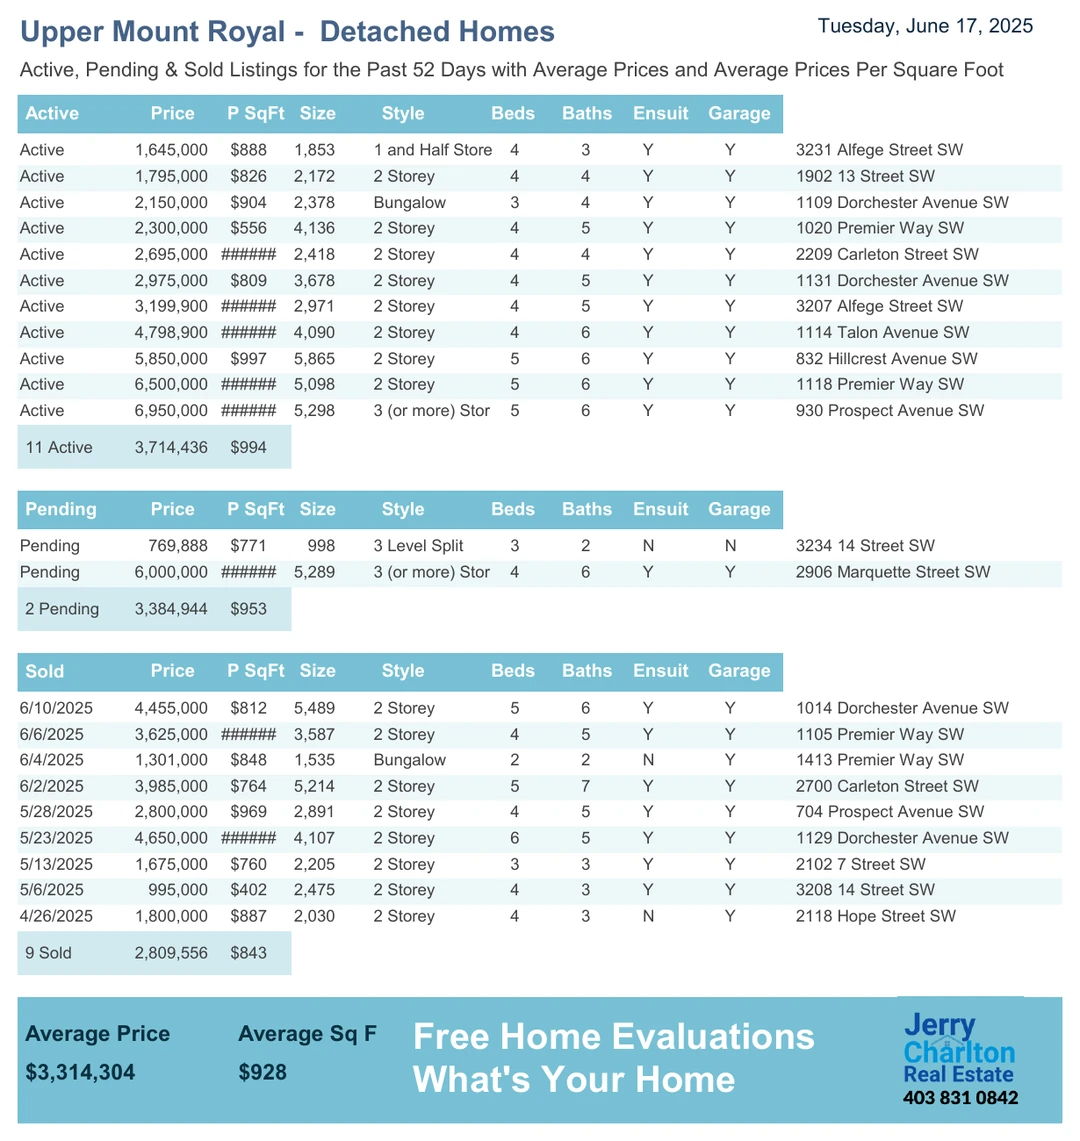 Upper Mount Royal -  Detached Homes
Tuesday, June 17, 2025
Active, Pending & Sold Listings for the Past 52 Days with Average Prices and Average Prices Per Square Foot
Active Price P SqFt Size Style Beds Baths Ensuit Garage
Active 1,645,000 $888 1,853 1 and Half Store 4 3 Y Y 3231 Alfege Street SW
Active 1,795,000 $826 2,172 2 Storey 4 4 Y Y 1902 13 Street SW
Active 2,150,000 $904 2,378 Bungalow 3 4 Y Y 1109 Dorchester Avenue SW
Active 2,300,000 $556 4,136 2 Storey 4 5 Y Y 1020 Premier Way SW
Active 2,695,000 ###### 2,418 2 Storey 4 4 Y Y 2209 Carleton Street SW
Active 2,975,000 $809 3,678 2 Storey 4 5 Y Y 1131 Dorchester Avenue SW
Active 3,199,900 ###### 2,971 2 Storey 4 5 Y Y 3207 Alfege Street SW
Active 4,798,900 ###### 4,090 2 Storey 4 6 Y Y 1114 Talon Avenue SW
Active 5,850,000 $997 5,865 2 Storey 5 6 Y Y 832 Hillcrest Avenue SW
Active 6,500,000 ###### 5,098 2 Storey 5 6 Y Y 1118 Premier Way SW
Active 6,950,000 ###### 5,298 3 (or more) Stor 5 6 Y Y 930 Prospect Avenue SW
11 Active 3,714,436 $994
Pending Price P SqFt Size Style Beds Baths Ensuit Garage
Pending 769,888 $771 998 3 Level Split 3 2 N N 3234 14 Street SW
Pending 6,000,000 ###### 5,289 3 (or more) Stor 4 6 Y Y 2906 Marquette Street SW
2 Pending 3,384,944 $953
Sold Price P SqFt Size Style Beds Baths Ensuit Garage
6/10/2025 4,455,000 $812 5,489 2 Storey 5 6 Y Y 1014 Dorchester Avenue SW
6/6/2025 3,625,000 ###### 3,587 2 Storey 4 5 Y Y 1105 Premier Way SW
6/4/2025 1,301,000 $848 1,535 Bungalow 2 2 N Y 1413 Premier Way SW
6/2/2025 3,985,000 $764 5,214 2 Storey 5 7 Y Y 2700 Carleton Street SW
5/28/2025 2,800,000 $969 2,891 2 Storey 4 5 Y Y 704 Prospect Avenue SW
5/23/2025 4,650,000 ###### 4,107 2 Storey 6 5 Y Y 1129 Dorchester Avenue SW
5/13/2025 1,675,000 $760 2,205 2 Storey 3 3 Y Y 2102 7 Street SW
5/6/2025 995,000 $402 2,475 2 Storey 4 3 Y Y 3208 14 Street SW
4/26/2025 1,800,000 $887 2,030 2 Storey 4 3 N Y 2118 Hope Street SW
9 Sold 2,809,556 $843
Average Price Average Sq F
$3,314,304 $928
Free Home Evaluations
What's Your Home
Jerry
Charlton
Real Estate
403 831 0842